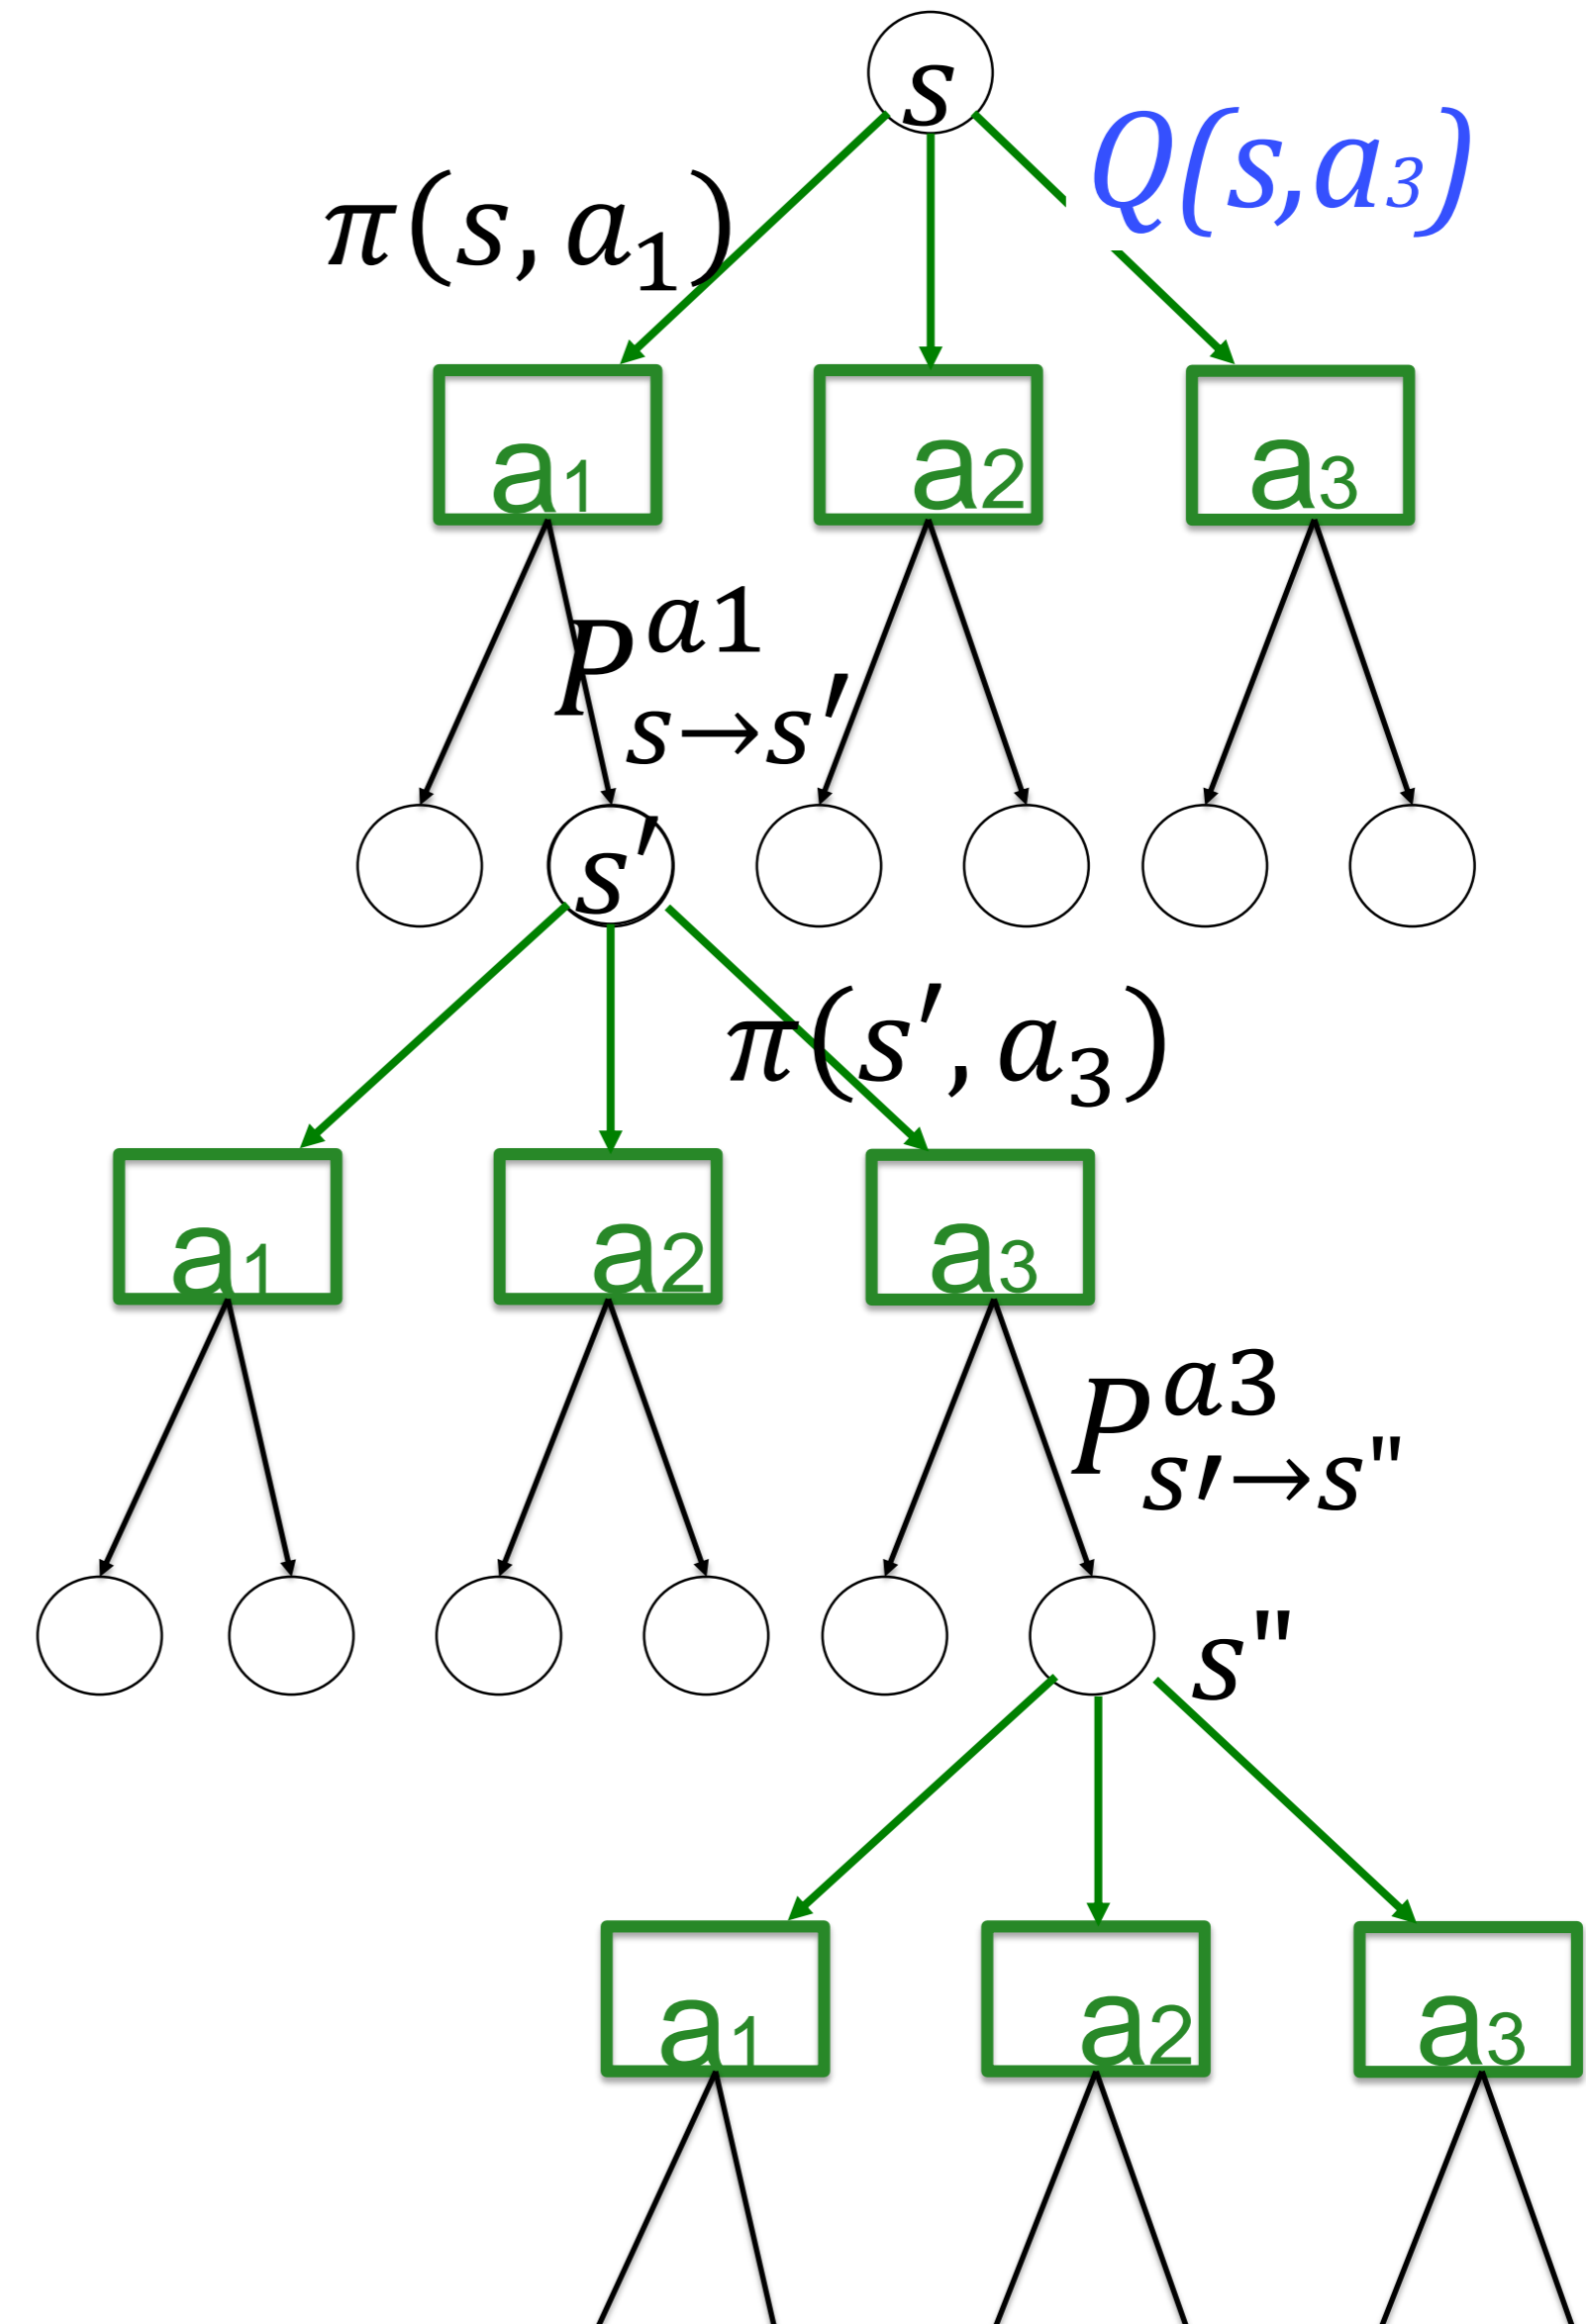 s
Q(s,a₃)
π(s, a₁)
a₁ a₂ a₃
P^{a1}_{s→s′}
s′
π(s′, a₃)
a₁ a₂ a₃
P^{a3}_{s′→s"}
s"
a₁ a₂ a₃